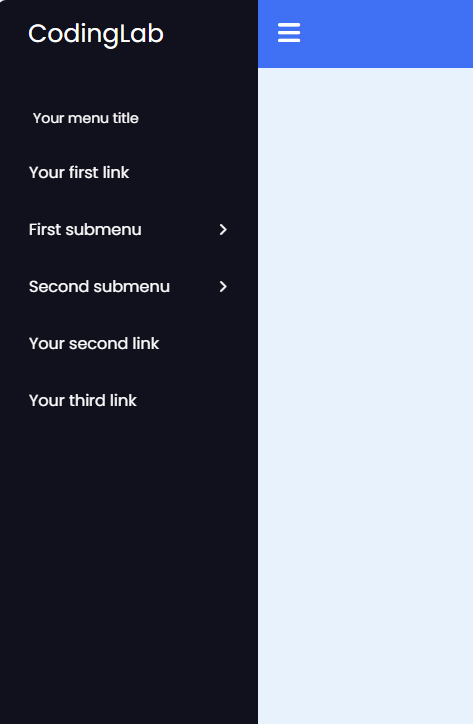 CodingLab
Your menu title
Your first link
First submenu
Second submenu
Your second link
Your third link